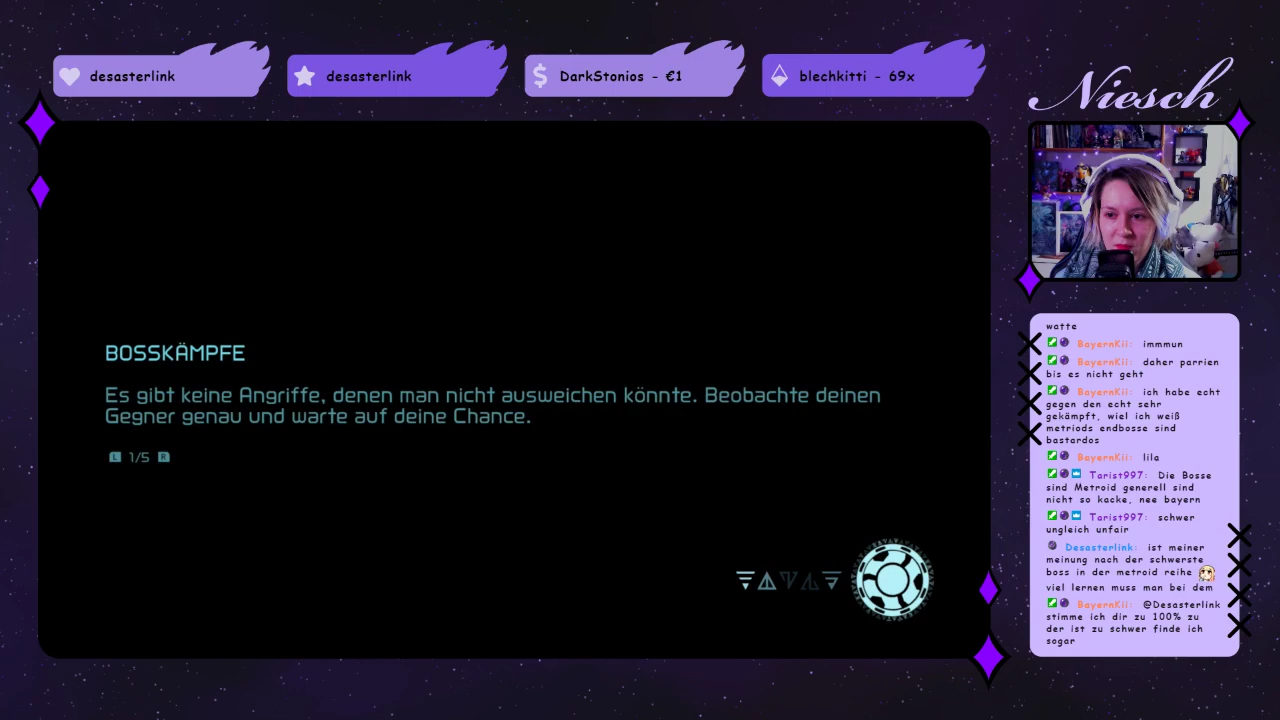 desasterlink
desasterlink
DarkStonios - €1
blechkitti - 69x
Niesch
BOSSKÄMPFE
Es gibt keine Angriffe, denen man nicht ausweichen könnte. Beobachte deinen
Gegner genau und warte auf deine Chance.
L 1/5 R
watte
BayernKii: immmun
BayernKii: daher parrien
bis es nicht geht
BayernKii: ich habe echt
gegen den echt sehr
gekämpft, wiel ich weiß
metriods endbosse sind
bastardos
BayernKii: lila
Tarist997: Die Bosse
sind Metroid generell sind
nicht so kacke, nee bayern
Tarist997: schwer
ungleich unfair
Desasterlink: ist meiner
meinung nach der schwerste
boss in der metroid reihe
viel lernen muss man bei dem
BayernKii: @Desasterlink
stimme ich dir zu 100% zu
der ist zu schwer finde ich
sogar